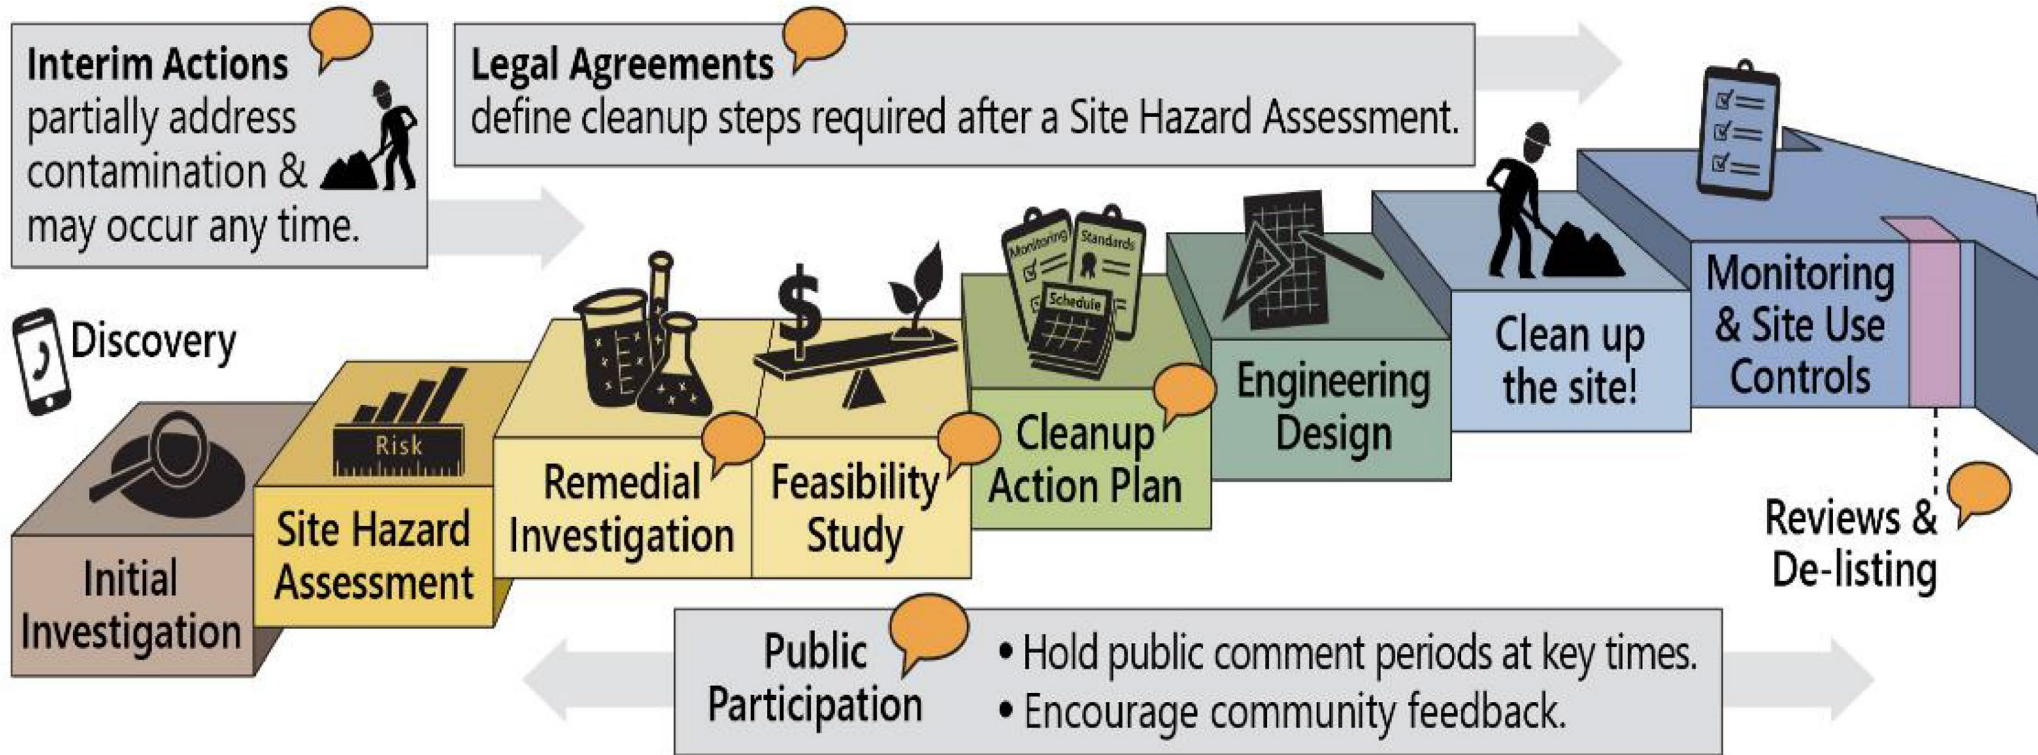 Interim Actions
partially address
contamination &
may occur any time.
Legal Agreements
define cleanup steps required after a Site Hazard Assessment.
Discovery
Initial
Investigation
Risk
Site Hazard
Assessment
Remedial
Investigation
$
Feasibility
Study
Monitoring
Standards
Schedule
Cleanup
Action Plan
Engineering
Design
Clean up
the site!
Monitoring
& Site Use
Controls
Reviews &
De-listing
Public
Participation
• Hold public comment periods at key times.
• Encourage community feedback.